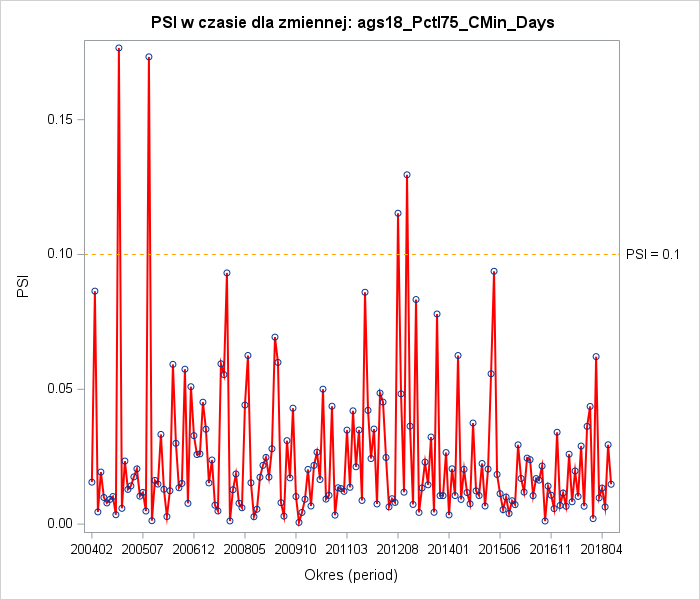 PSI w czasie dla zmiennej: ags18_Pctl75_CMin_Days
0.15
0.10
0.05
0.00
PSI
PSI = 0.1
200402 200507 200612 200805 200910 201103 201208 201401 201506 201611 201804
Okres (period)